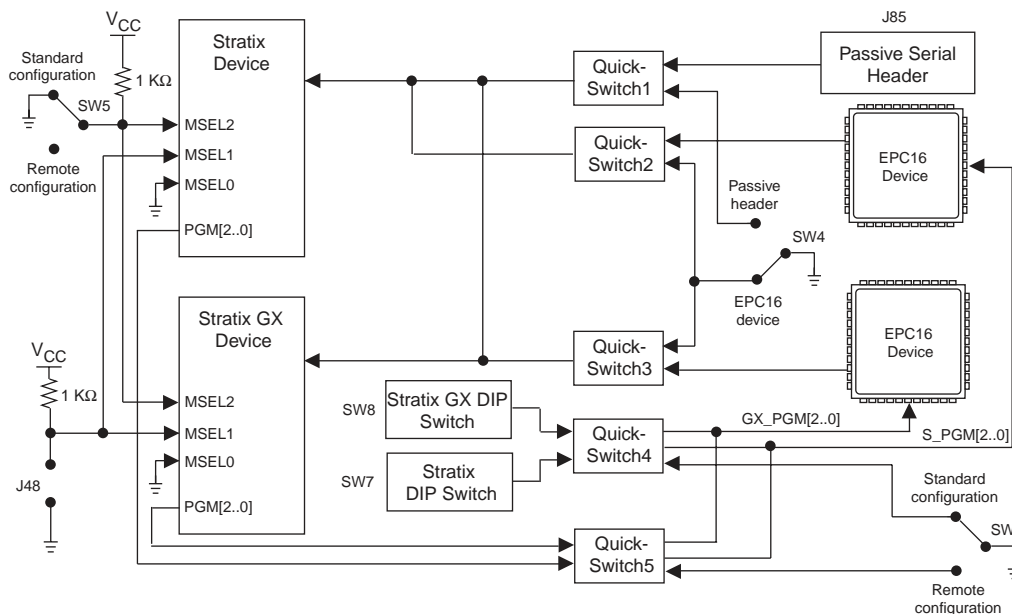 J85
VCC
Stratix
Device
Quick-
Switch1
Passive Serial
Header
Standard
configuration
1 KΩ
SW5
MSEL2
MSEL1
MSEL0
PGM[2..0]
Remote
configuration
Quick-
Switch2
EPC16
Device
Passive
header
SW4
EPC16
device
Stratix GX
Device
Quick-
Switch3
EPC16
Device
VCC
1 KΩ
MSEL2
MSEL1
MSEL0
PGM[2..0]
J48
SW8
Stratix GX DIP
Switch
SW7
Stratix
DIP Switch
Quick-
Switch4
GX_PGM[2..0]
S_PGM[2..0]
Standard
configuration
Quick-
Switch5
Remote
configuration